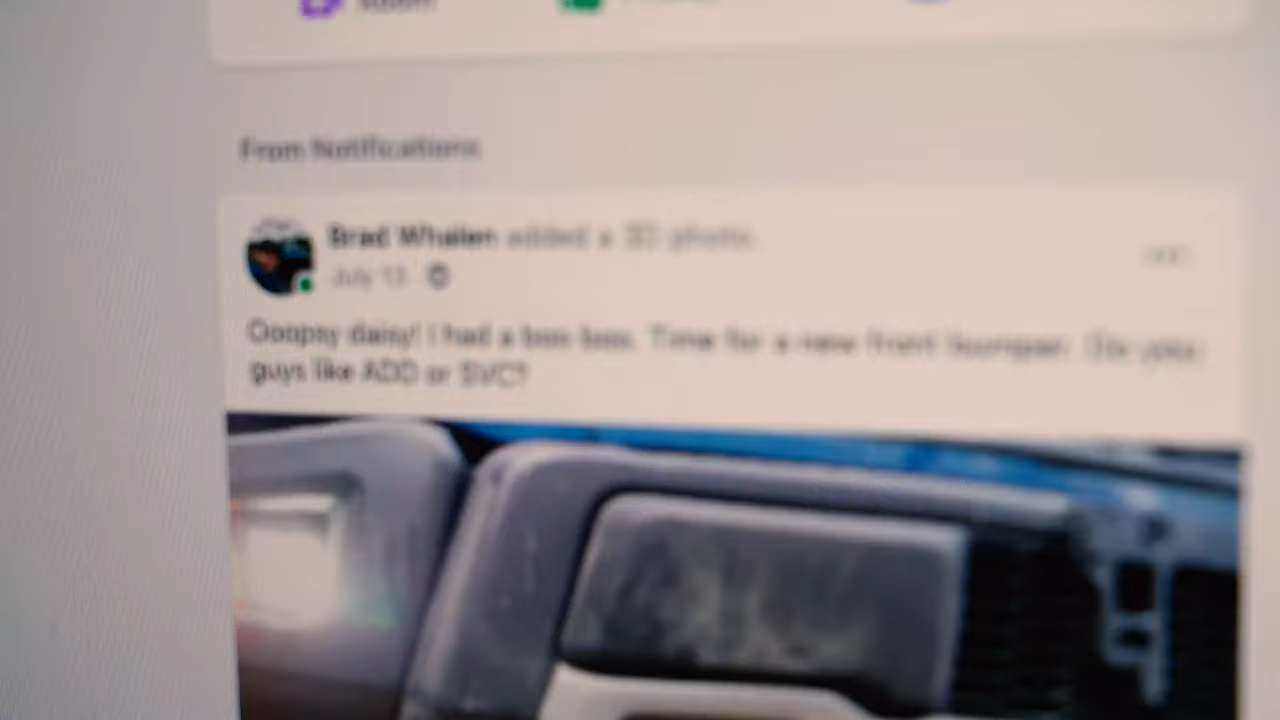 Room
From Notifications
Brad Whalen added a 3D photo.
July 13
Ooopsy daisy! I had a boo boo. Time for a new front bumper. Do you
guys like ADD or SVC?